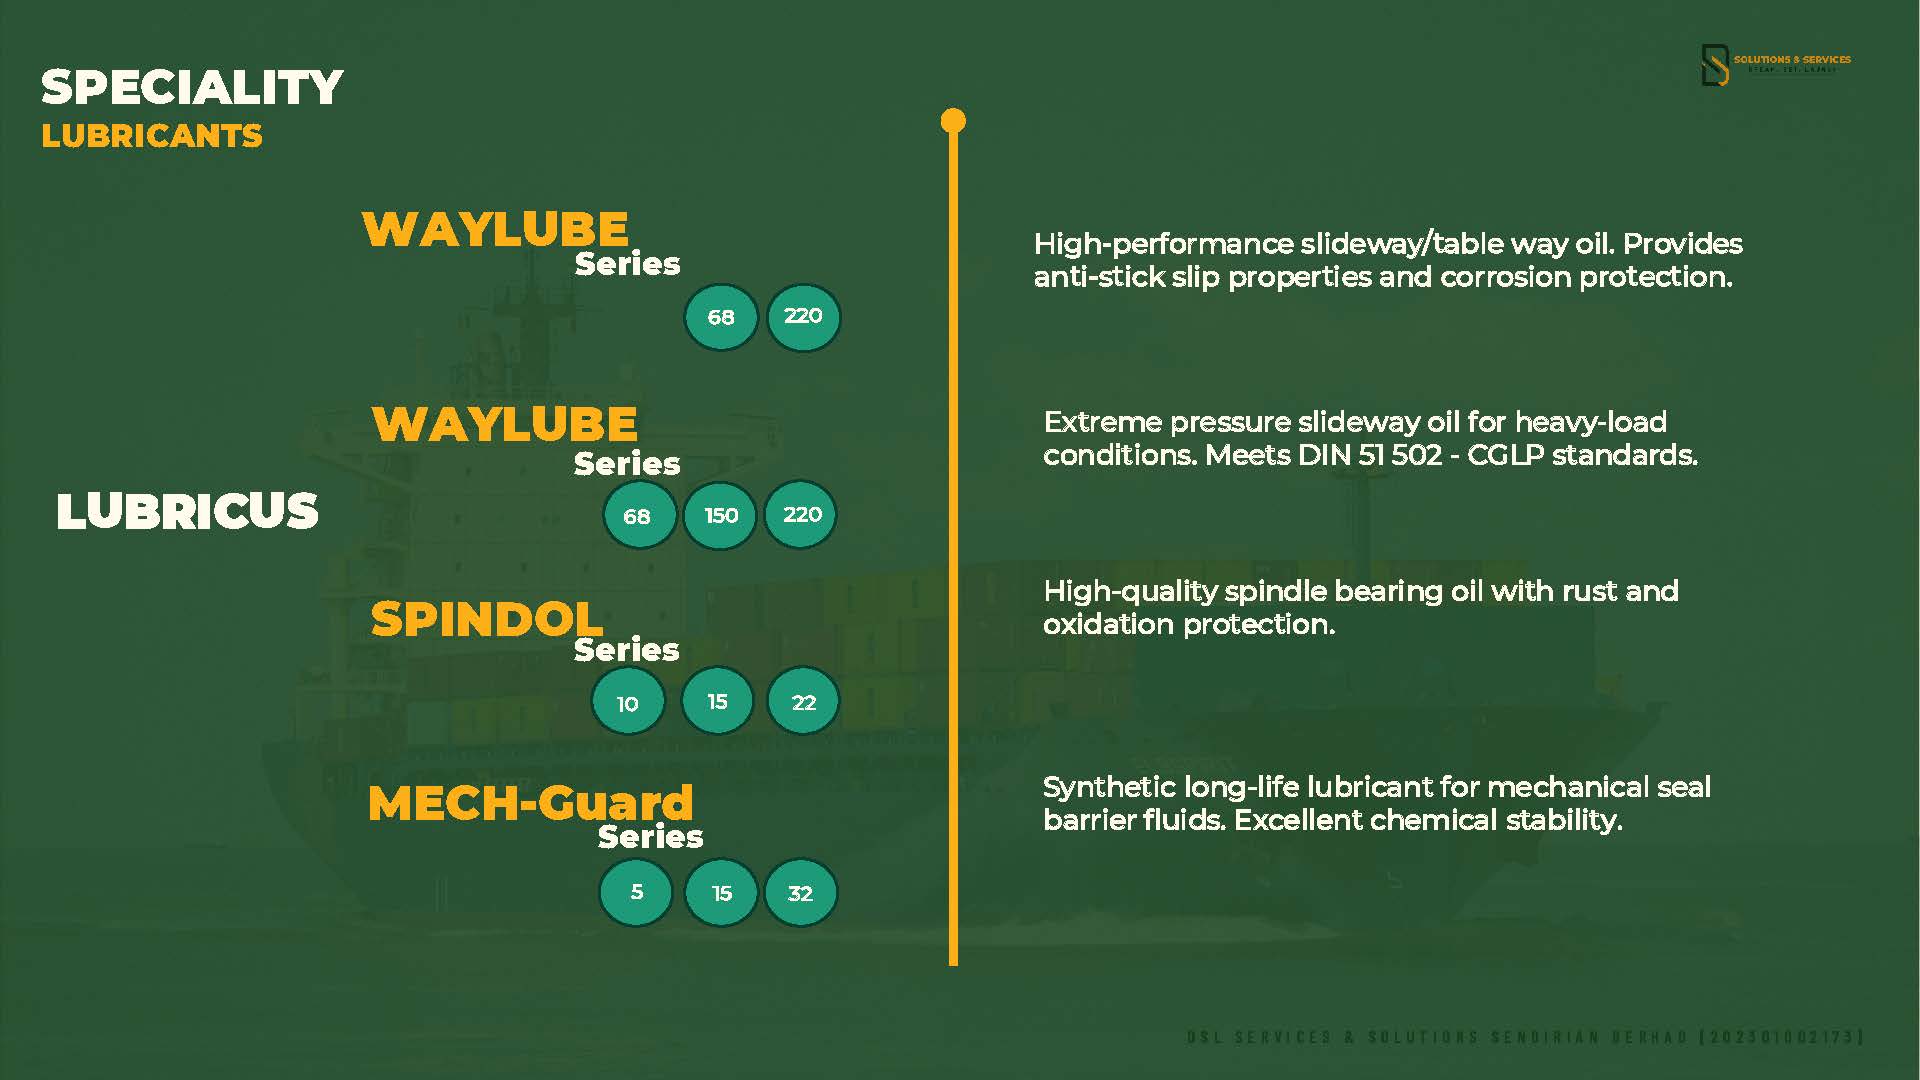 SPECIALITY
LUBRICANTS
SOLUTIONS & SERVICES
LUBRICUS
WAYLUBE
Series
68 220
High-performance slideway/table way oil. Provides
anti-stick slip properties and corrosion protection.
WAYLUBE
Series
68 150 220
Extreme pressure slideway oil for heavy-load
conditions. Meets DIN 51 502 - CGLP standards.
SPINDOL
Series
10 15 22
High-quality spindle bearing oil with rust and
oxidation protection.
MECH-Guard
Series
5 15 32
Synthetic long-life lubricant for mechanical seal
barrier fluids. Excellent chemical stability.
DSL SERVICES & SOLUTIONS SENDIRIAN BERHAD [202301002173]